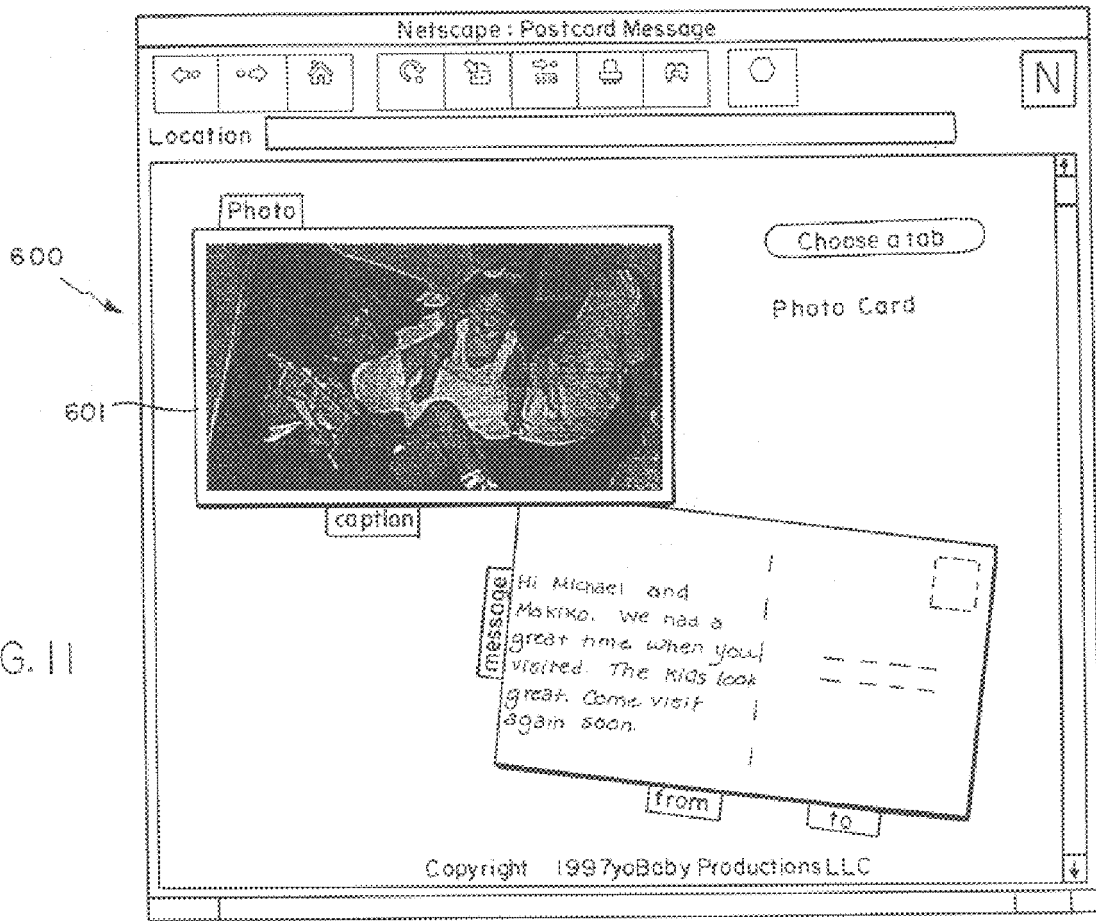 Netscape : Postcard Message
N
Location
Photo
Choose a tab
600
Photo Card
601
caption
message
Hi Michael and
Makiko. We had a
great time when you
visited. The kids look
great. Come visit
again soon.
G. 11
from
to
Copyright 1997yoBaby Productions LLC